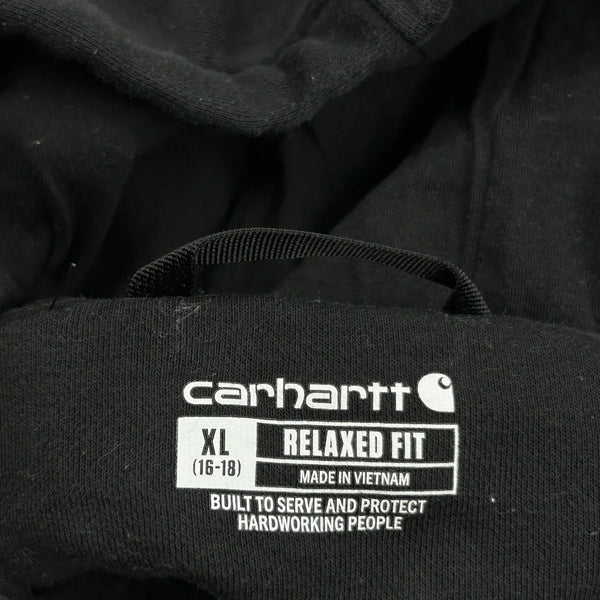 carhartt
XL
(16-18)
RELAXED FIT
MADE IN VIETNAM
BUILT TO SERVE AND PROTECT
HARDWORKING PEOPLE